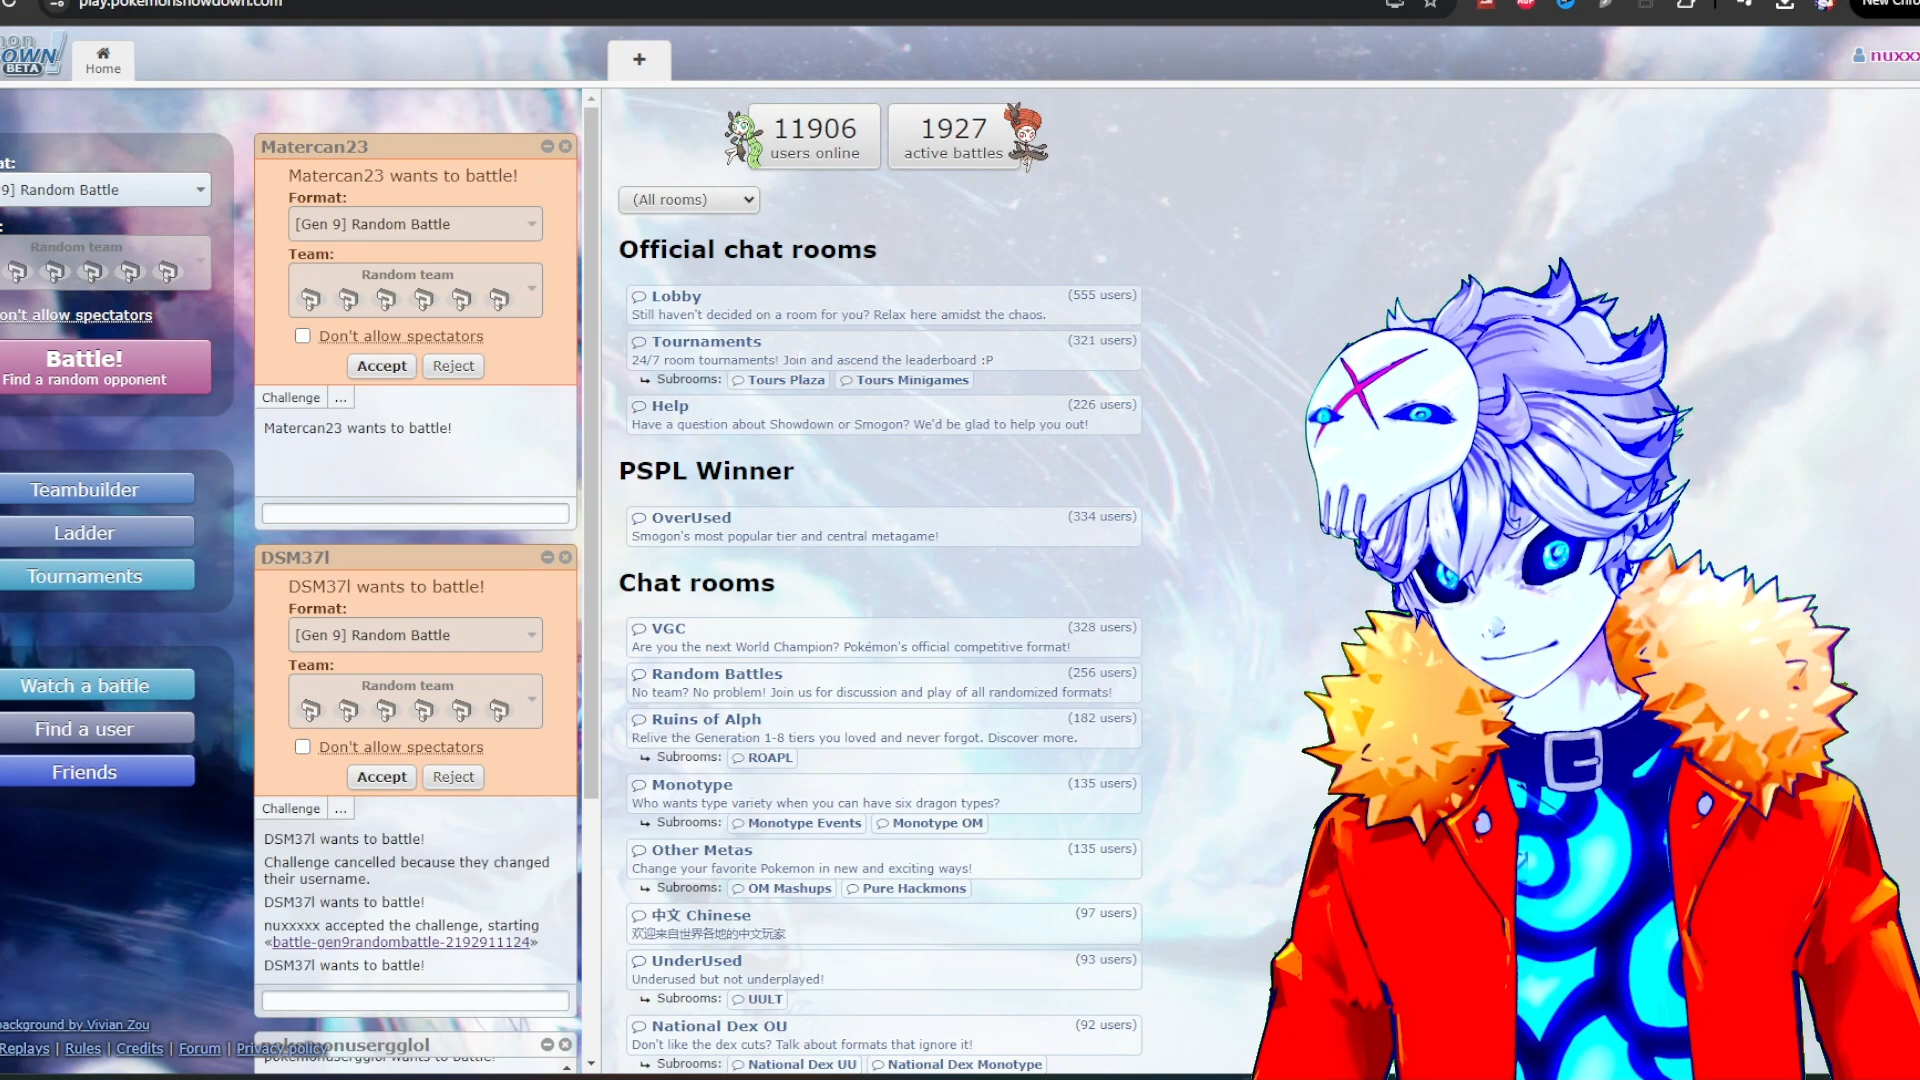 play.pokemonshowdown.com
New Chro
OWN!
BETA
Home
+
nuxxx
at:
9] Random Battle
Random team
on't allow spectators
Battle!
Find a random opponent
Teambuilder
Ladder
Tournaments
Watch a battle
Find a user
Friends
background by Vivian Zou
Replays | Rules | Credits | Forum | Privacy policy
Matercan23
Matercan23 wants to battle!
Format:
[Gen 9] Random Battle
Team:
Random team
Don't allow spectators
Accept Reject
Challenge ...
Matercan23 wants to battle!
DSM37l
DSM37l wants to battle!
Format:
[Gen 9] Random Battle
Team:
Random team
Don't allow spectators
Accept Reject
Challenge ...
DSM37l wants to battle!
Challenge cancelled because they changed
their username.
DSM37l wants to battle!
nuxxxx accepted the challenge, starting
«battle-gen9randombattle-2192911124»
DSM37l wants to battle!
pokemonusergglol
pokemonusergglol wants to battle!
11906
users online
1927
active battles
(All rooms)
Official chat rooms
Lobby (555 users)
Still haven't decided on a room for you? Relax here amidst the chaos.
Tournaments (321 users)
24/7 room tournaments! Join and ascend the leaderboard :P
Subrooms: Tours Plaza Tours Minigames
Help (226 users)
Have a question about Showdown or Smogon? We'd be glad to help you out!
PSPL Winner
OverUsed (334 users)
Smogon's most popular tier and central metagame!
Chat rooms
VGC (328 users)
Are you the next World Champion? Pokémon's official competitive format!
Random Battles (256 users)
No team? No problem! Join us for discussion and play of all randomized formats!
Ruins of Alph (182 users)
Relive the Generation 1-8 tiers you loved and never forgot. Discover more.
Subrooms: ROAPL
Monotype (135 users)
Who wants type variety when you can have six dragon types?
Subrooms: Monotype Events Monotype OM
Other Metas (135 users)
Change your favorite Pokemon in new and exciting ways!
Subrooms: OM Mashups Pure Hackmons
中文 Chinese (97 users)
欢迎来自世界各地的中文玩家
UnderUsed (93 users)
Underused but not underplayed!
Subrooms: UULT
National Dex OU (92 users)
Don't like the dex cuts? Talk about formats that ignore it!
Subrooms: National Dex UU National Dex Monotype